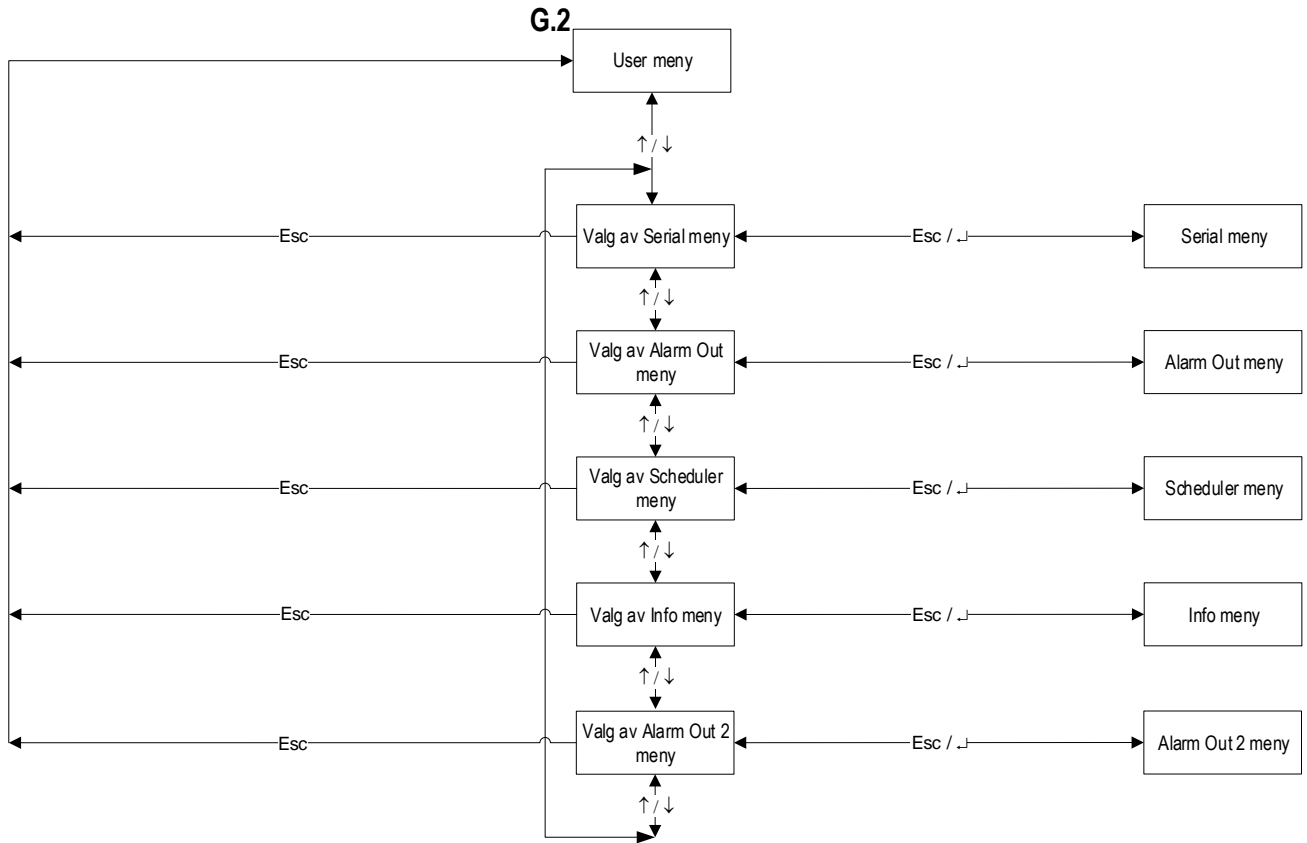 G.2
User meny
↑ / ↓
Esc
Valg av Serial meny
Esc / ↵
Serial meny
↑ / ↓
Esc
Valg av Alarm Out
meny
Esc / ↵
Alarm Out meny
↑ / ↓
Esc
Valg av Scheduler
meny
Esc / ↵
Scheduler meny
↑ / ↓
Esc
Valg av Info meny
Esc / ↵
Info meny
↑ / ↓
Esc
Valg av Alarm Out 2
meny
Esc / ↵
Alarm Out 2 meny
↑ / ↓